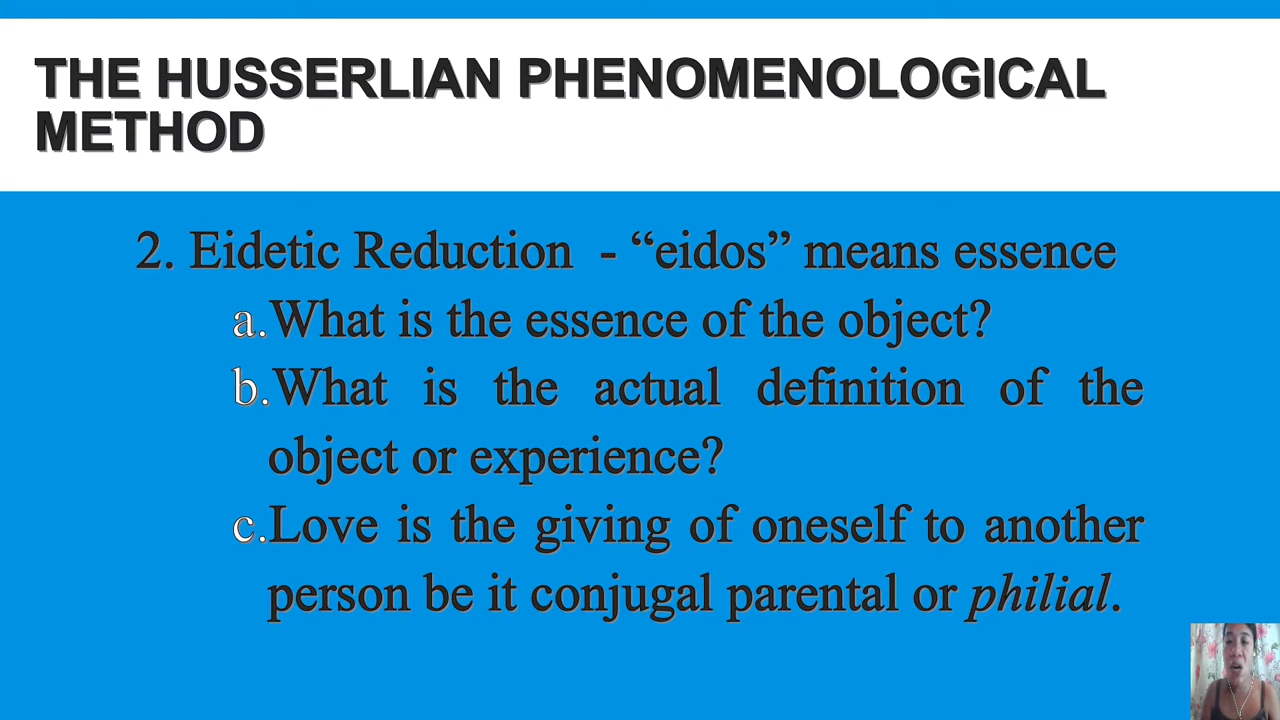 THE HUSSERLIAN PHENOMENOLOGICAL
METHOD
2. Eidetic Reduction - “eidos” means essence
a.What is the essence of the object?
b.What is the actual definition of the
object or experience?
c.Love is the giving of oneself to another
person be it conjugal parental or philial.